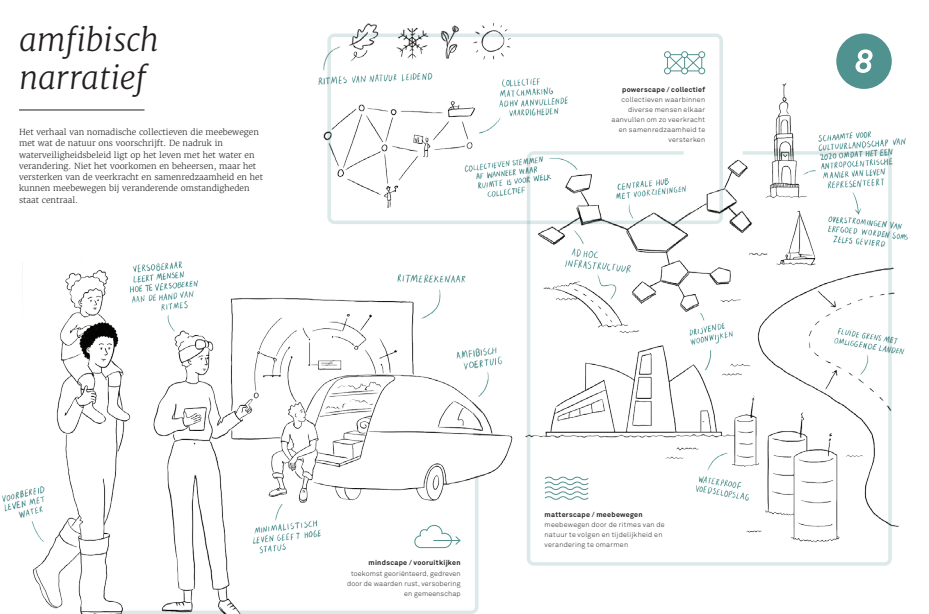 amfibisch
narratief
Het verhaal van nomadische collectieven die meebewegen
met wat de natuur ons voorschrift. De nadruk in
waterveiligheidsbeleid ligt op het leven met het water en
verandering. Niet het voorkomen en beheersen, maar het
versterken van de veerkracht en samenredzaamheid en het
kunnen meebewegen bij veranderende omstandigheden
staat centraal.
8
RITMES VAN NATUUR LEIDEND
COLLECTIEF
MATCHMAKING
ADHV AANVULLENDE
VAARDIGHEDEN
powerscape / collectief
collectieven waarbinnen
diverse mensen elkaar
aanvullen om zo veerkracht
en samenredzaamheid te
versterken
COLLECTIEVEN STEMMEN
AF WANNEER WAAR
RUIMTE IS VOOR WELK
COLLECTIEF
CENTRALE HUB
MET VOORZIENINGEN
SCHAAMTE VOOR
CULTUURLANDSCHAP VAN
2020 OMDAT HET EEN
ANTROPOCENTRISCHE
MANIER VAN LEVEN
REPRESENTEERT
OVERSTROMINGEN VAN
ERFGOED WORDEN SOMS
ZELFS GEVIERD
AD HOC
INFRASTRUCTUUR
DRIJVENDE
WOONWIJKEN
FLUIDE GRENS MET
OMLIGGENDE LANDEN
VERSOBERAAR
LEERT MENSEN
HOE TE VERSOBEREN
AAN DE HAND VAN
RITMES
RITMEREKENAAR
AMFIBISCH
VOERTUIG
VOORBEREID
LEVEN MET
WATER
MINIMALISTISCH
LEVEN GEEFT HOGE
STATUS
mindscape / vooruitkijken
toekomst georiënteerd, gedreven
door de waarden rust, versobering
en gemeenschap
WATERPROOF
VOEDSELOPSLAG
matterscape / meebewegen
meebewegen door de ritmes van de
natuur te volgen en tijdelijkheid en
verandering te omarmen